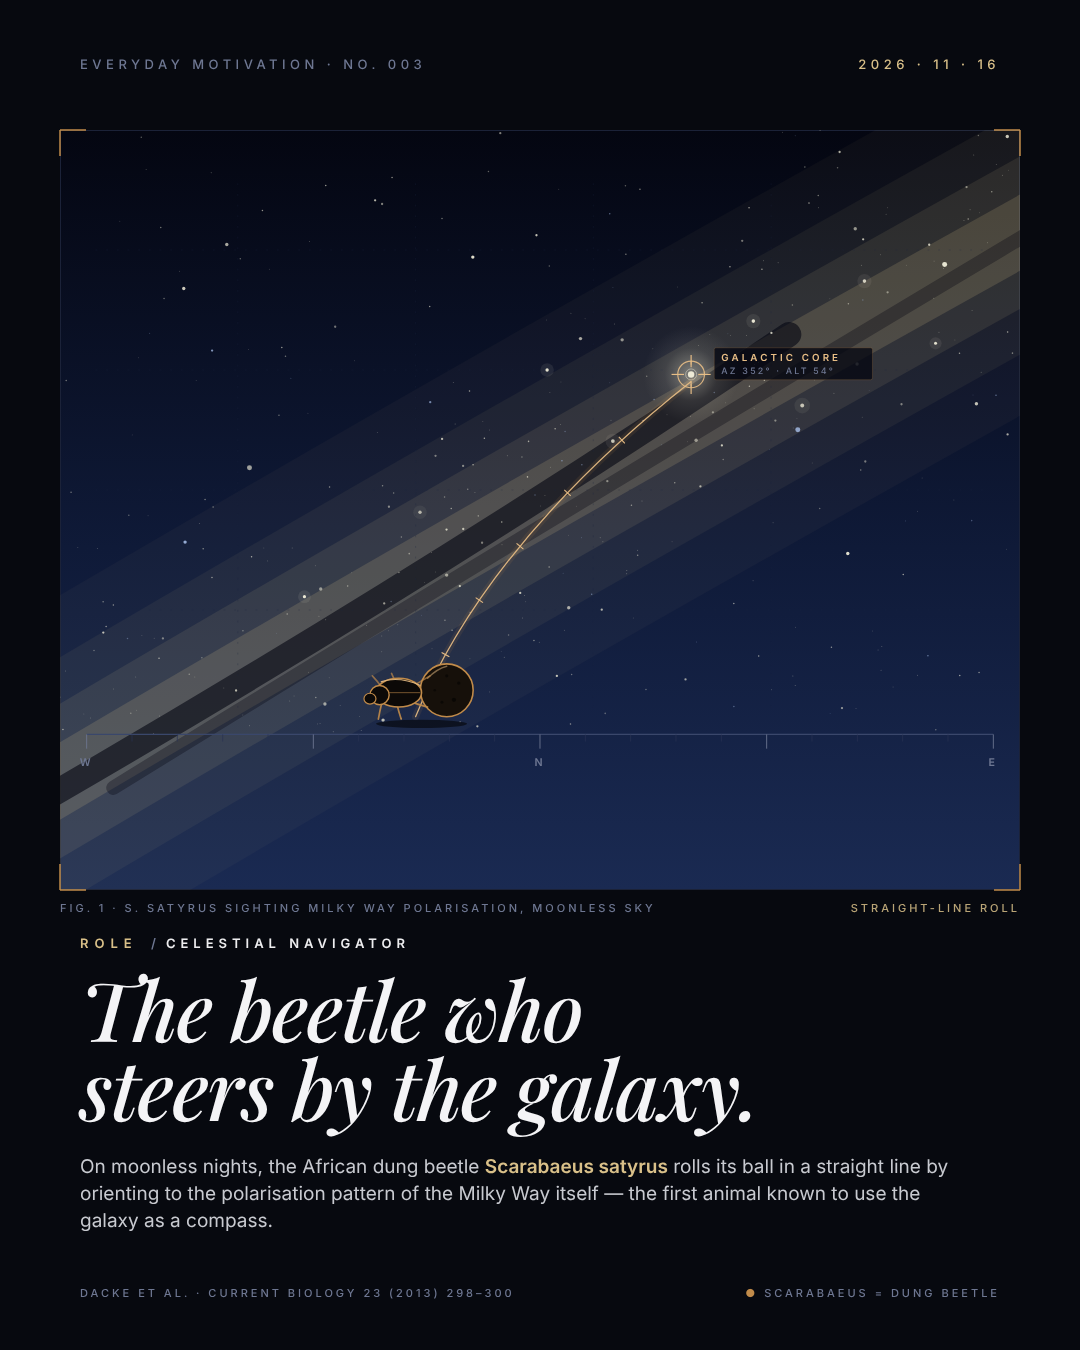 EVERYDAY MOTIVATION · NO. 003
2026 · 11 · 16
GALACTIC CORE
AZ 352° · ALT 54°
W
N
E
FIG. 1 · S. SATYRUS SIGHTING MILKY WAY POLARISATION, MOONLESS SKY
STRAIGHT-LINE ROLL
ROLE / CELESTIAL NAVIGATOR
The beetle who
steers by the galaxy.
On moonless nights, the African dung beetle Scarabaeus satyrus rolls its ball in a straight line by
orienting to the polarisation pattern of the Milky Way itself — the first animal known to use the
galaxy as a compass.
DACKE ET AL. · CURRENT BIOLOGY 23 (2013) 298–300
SCARABAEUS = DUNG BEETLE